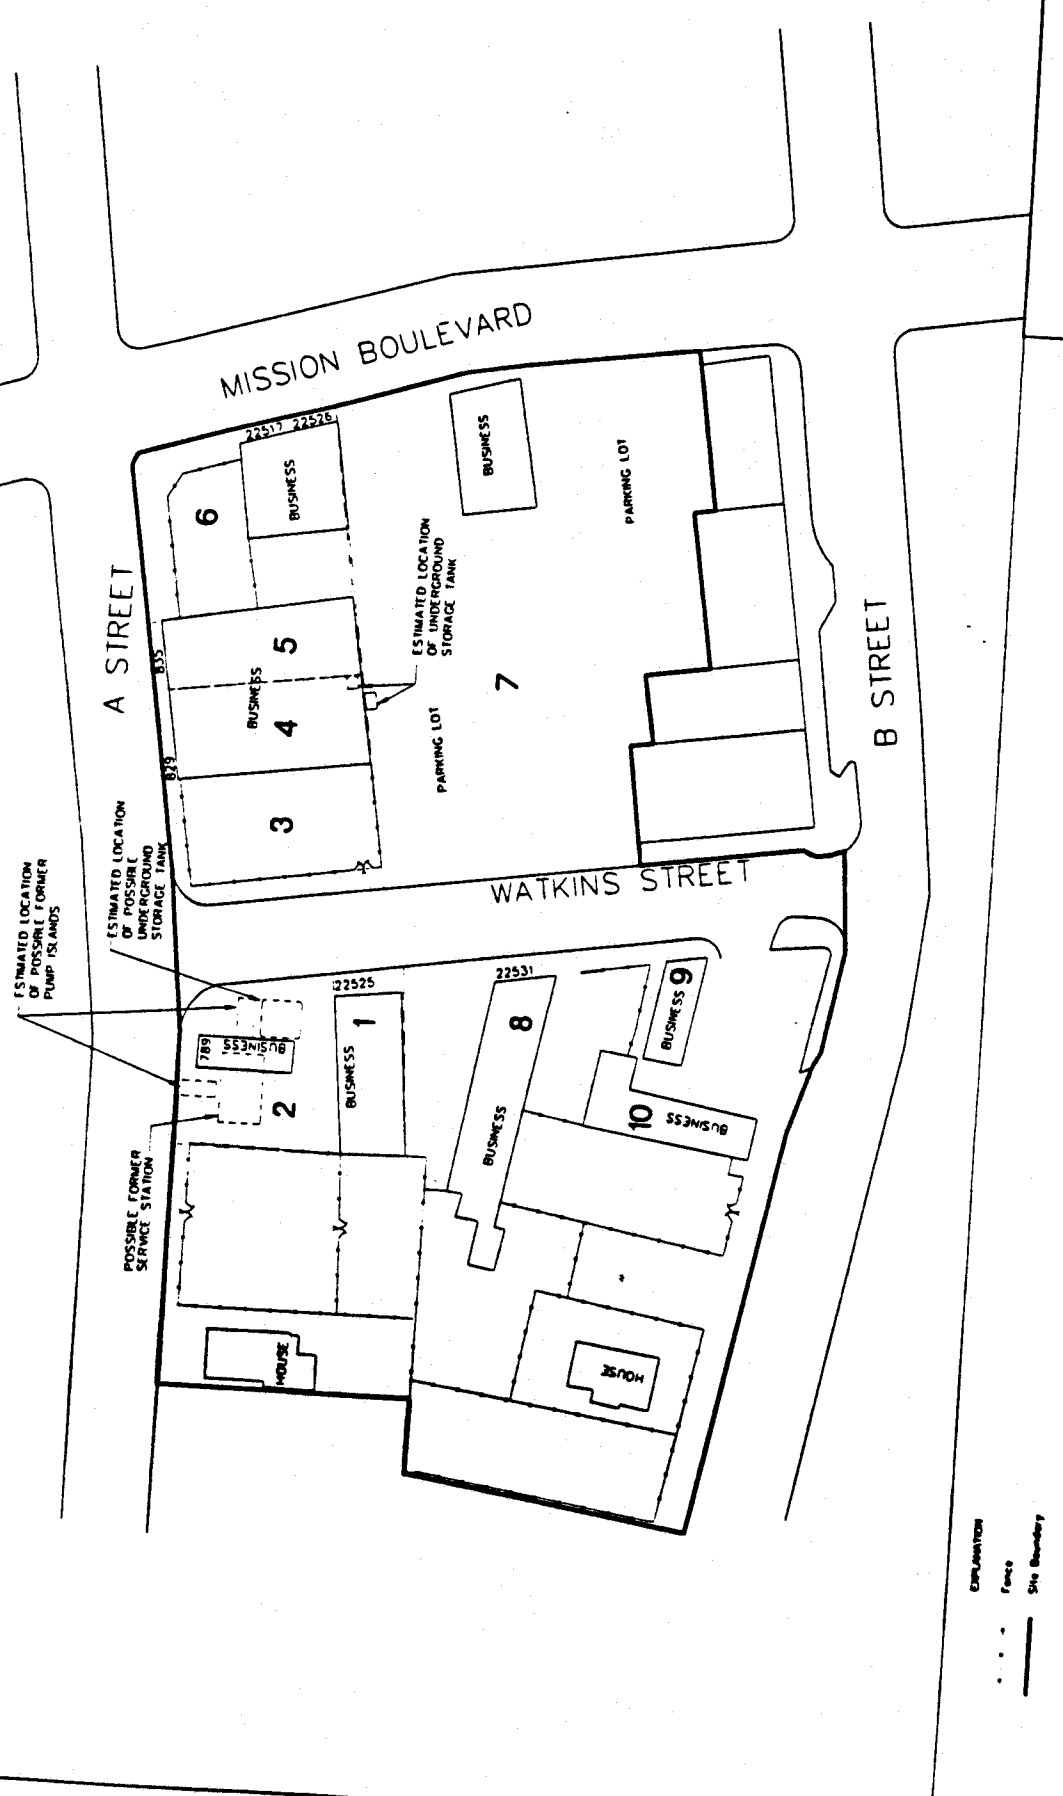 MISSION BOULEVARD
22517 22526
BUSINESS
6
BUSINESS
PARKING LOT
ESTIMATED LOCATION
OF UNDERGROUND
STORAGE TANK
A STREET
835
5
BUSINESS
4
829
3
7
PARKING LOT
B STREET
WATKINS STREET
ESTIMATED LOCATION
OF POSSIBLE
UNDERGROUND
STORAGE TANK
ESTIMATED LOCATION
OF POSSIBLE FORMER
PUMP ISLANDS
22525
1
BUSINESS
789
BUSINESS
2
22531
8
BUSINESS
9
BUSINESS
10
BUSINESS
POSSIBLE FORMER
SERVICE STATION
HOUSE
HOUSE
EXPLANATION
Fence
Site Boundary